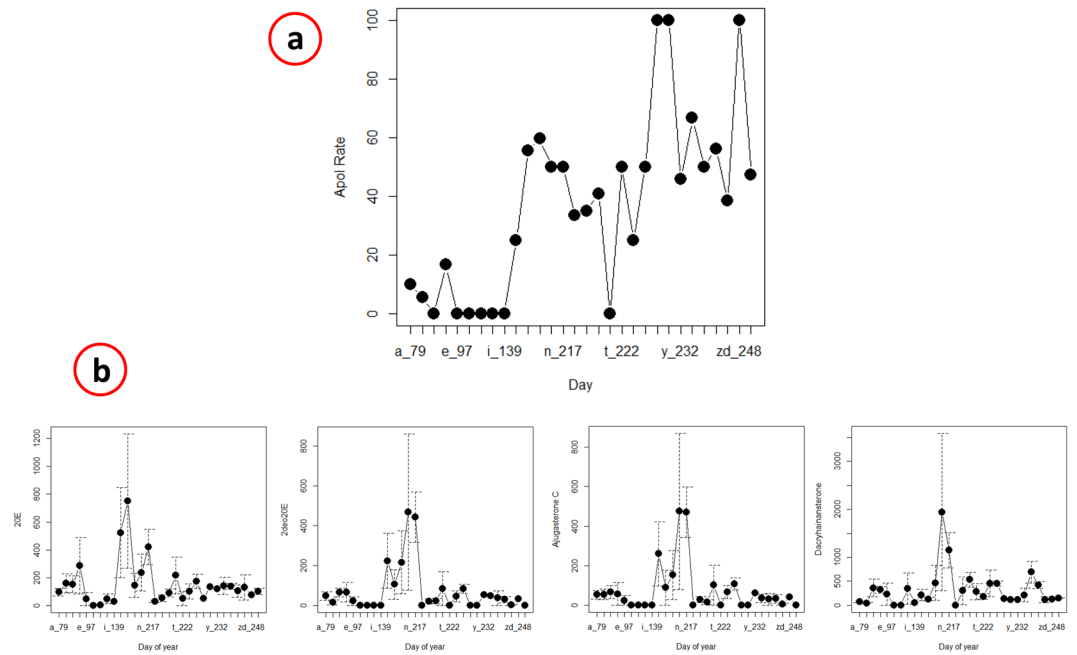 a
Apol Rate
100
80
60
40
20
0
a_79 e_97 i_139 n_217 t_222 y_232 zd_248
Day
b
20E
1200
1000
800
600
400
200
0
a_79 e_97 i_139 n_217 t_222 y_232 zd_248
Day of year
2deo20E
800
600
400
200
0
a_79 e_97 i_139 n_217 t_222 y_232 zd_248
Day of year
Ajugasterone C
800
600
400
200
0
a_79 e_97 i_139 n_217 t_222 y_232 zd_248
Day of year
Dacryhainansterone
3000
2000
1000
500
0
a_79 e_97 i_139 n_217 t_222 y_232 zd_248
Day of year